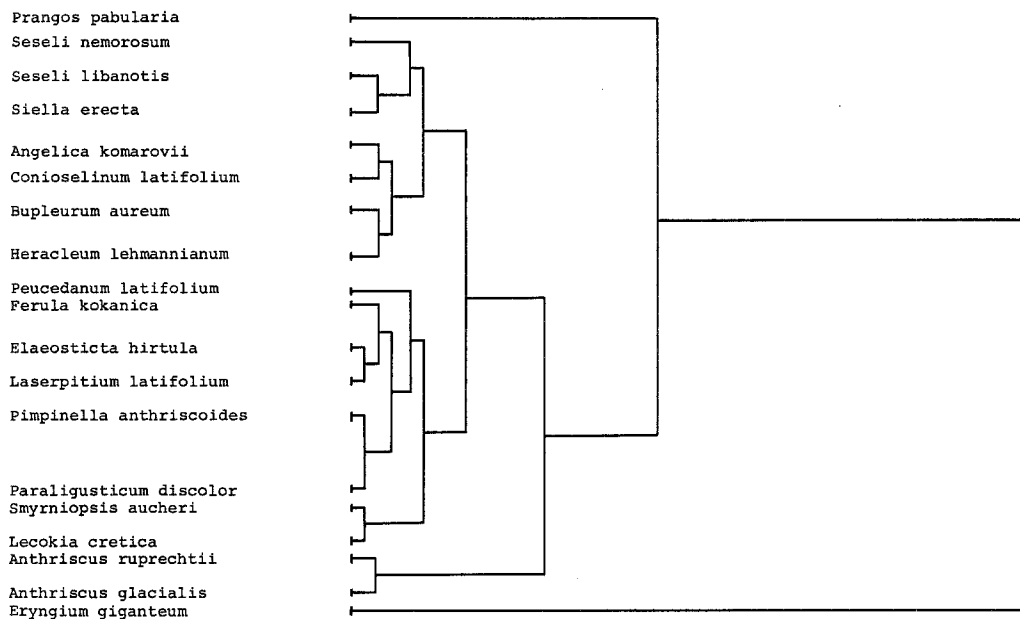 Prangos pabularia
Seseli nemorosum
Seseli libanotis
Siella erecta
Angelica komarovii
Conioselinum latifolium
Bupleurum aureum
Heracleum lehmannianum
Peucedanum latifolium
Ferula kokanica
Elaeosticta hirtula
Laserpitium latifolium
Pimpinella anthriscoides
Paraligusticum discolor
Smyrniopsis aucheri
Lecokia cretica
Anthriscus ruprechtii
Anthriscus glacialis
Eryngium giganteum